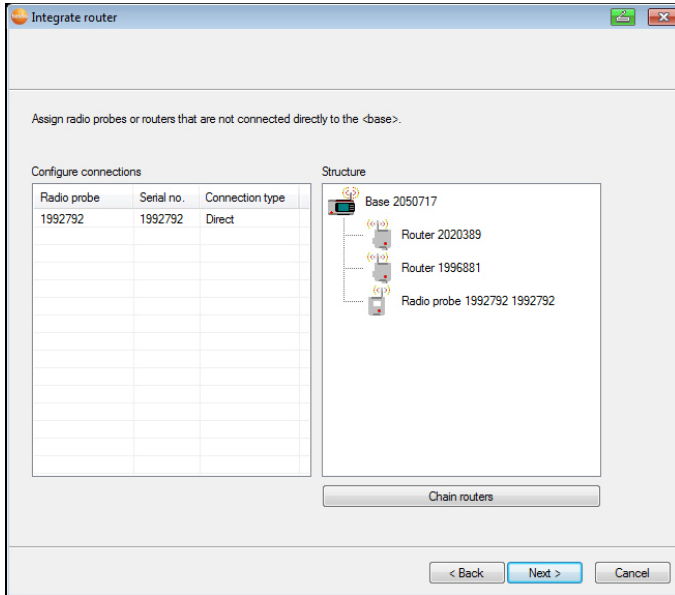 Integrate router
Assign radio probes or routers that are not connected directly to the <base>.
Configure connections
Radio probe Serial no. Connection type
1992792 1992792 Direct
Structure
Base 2050717
Router 2020389
Router 1996881
Radio probe 1992792 1992792
Chain routers
< Back Next > Cancel